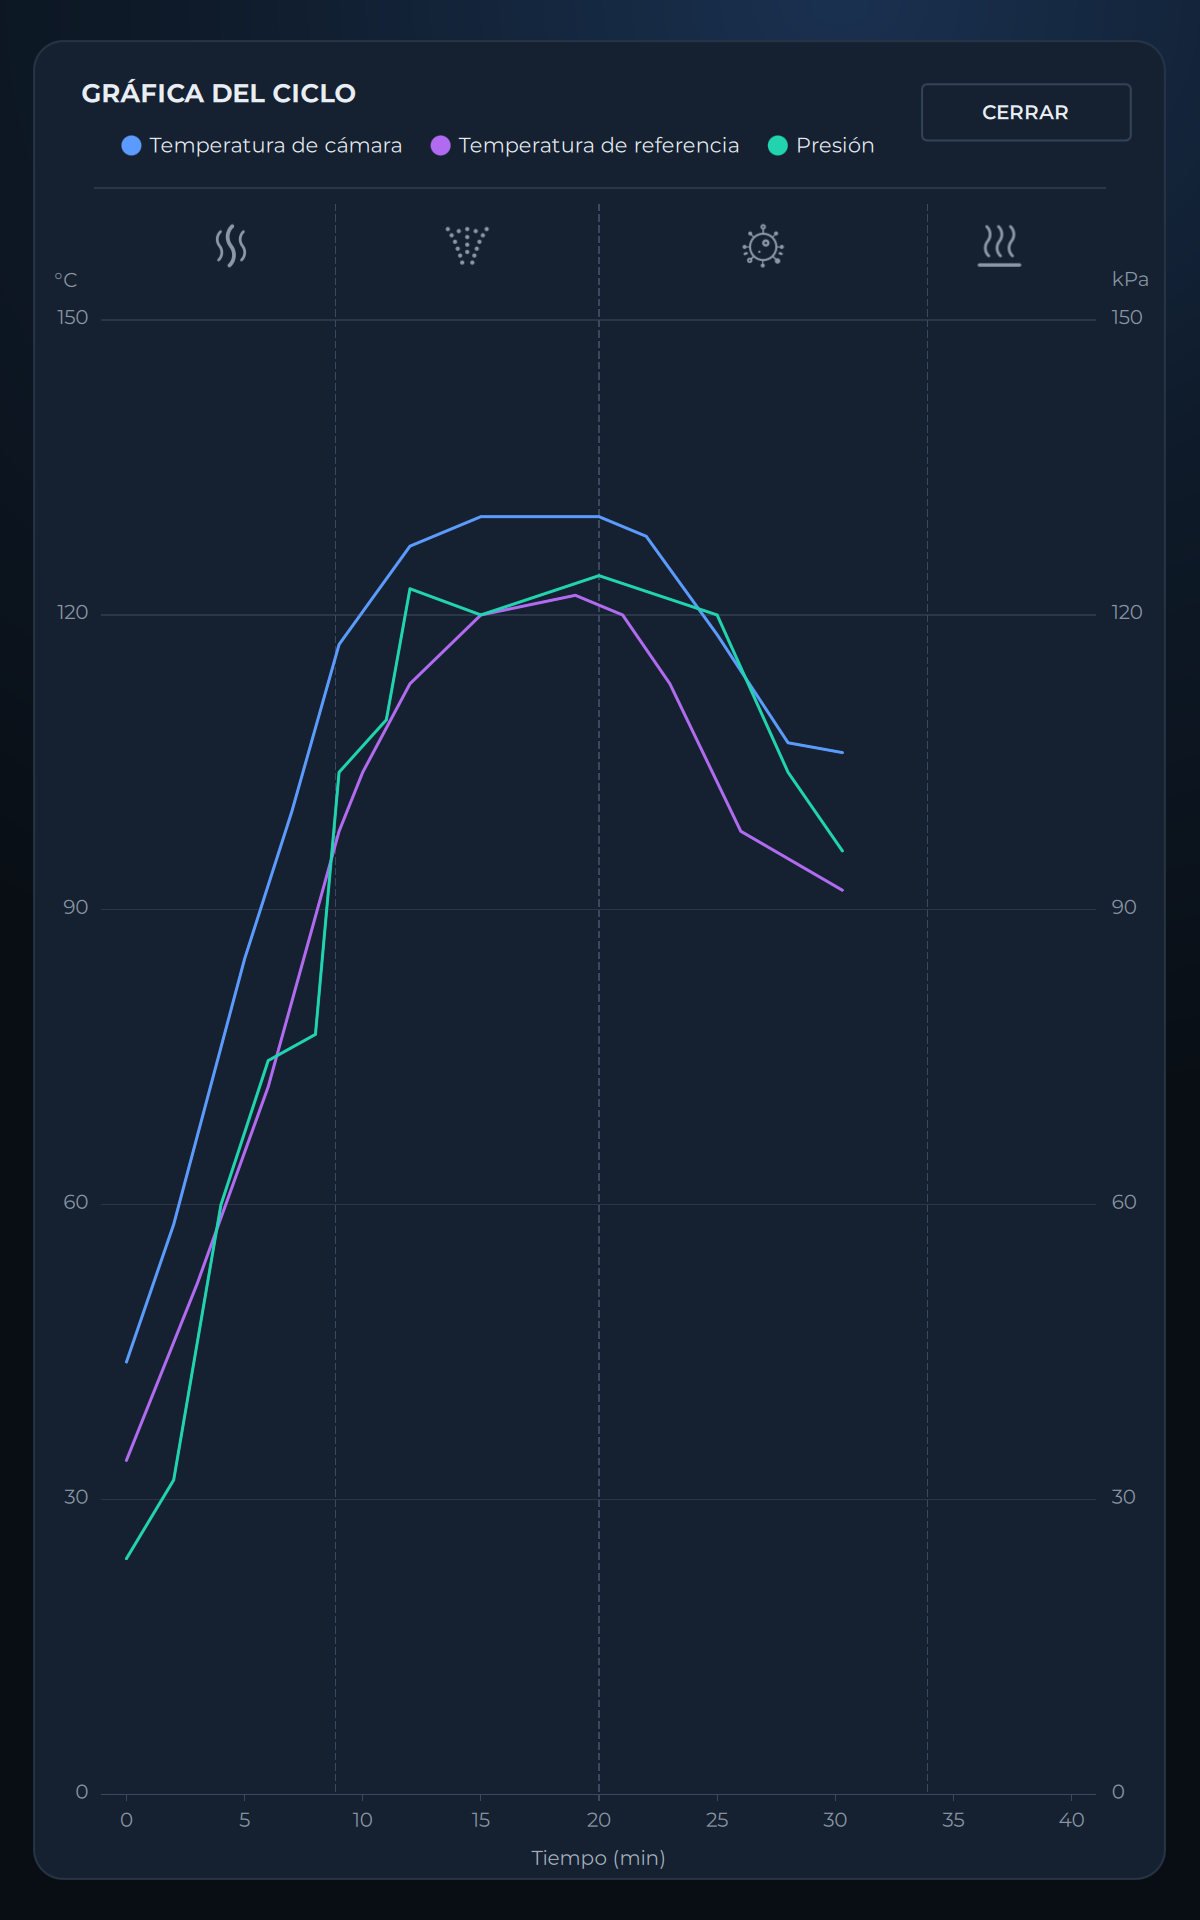 GRÁFICA DEL CICLO
CERRAR
Temperatura de cámara Temperatura de referencia Presión
°C kPa
150 150
120 120
90 90
60 60
30 30
0 0
0 5 10 15 20 25 30 35 40
Tiempo (min)